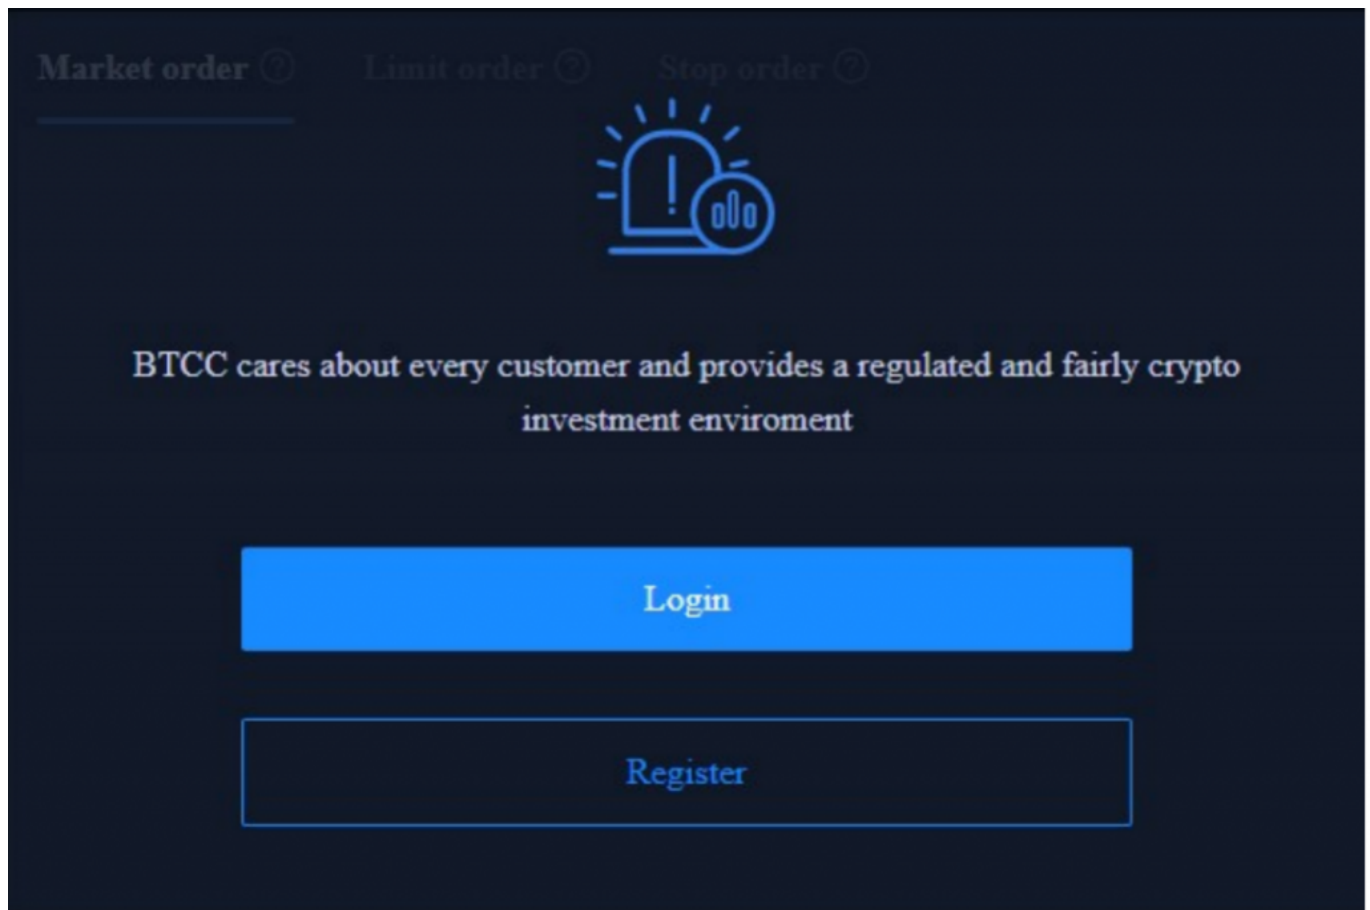 Market order ? Limit order ? Stop order ?
BTCC cares about every customer and provides a regulated and fairly crypto
investment enviroment
Login
Register